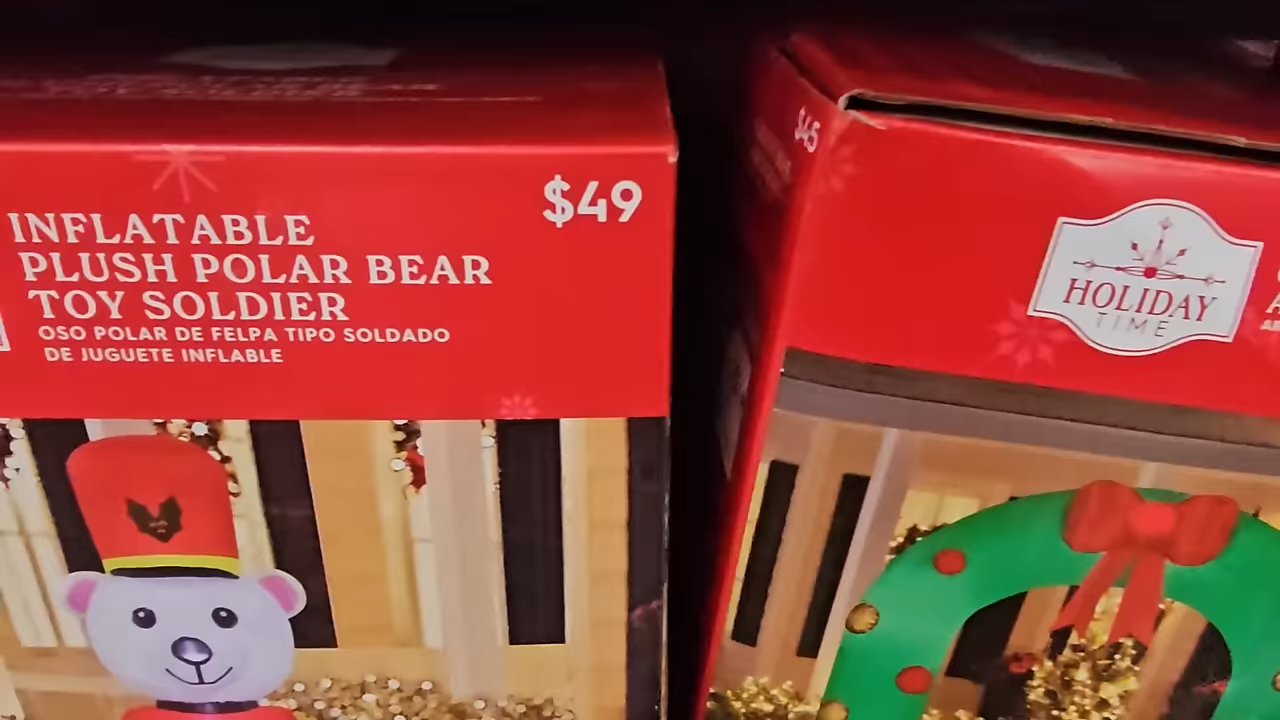 $49
INFLATABLE
PLUSH POLAR BEAR
TOY SOLDIER
OSO POLAR DE FELPA TIPO SOLDADO
DE JUGUETE INFLABLE
$45
HOLIDAY
TIME